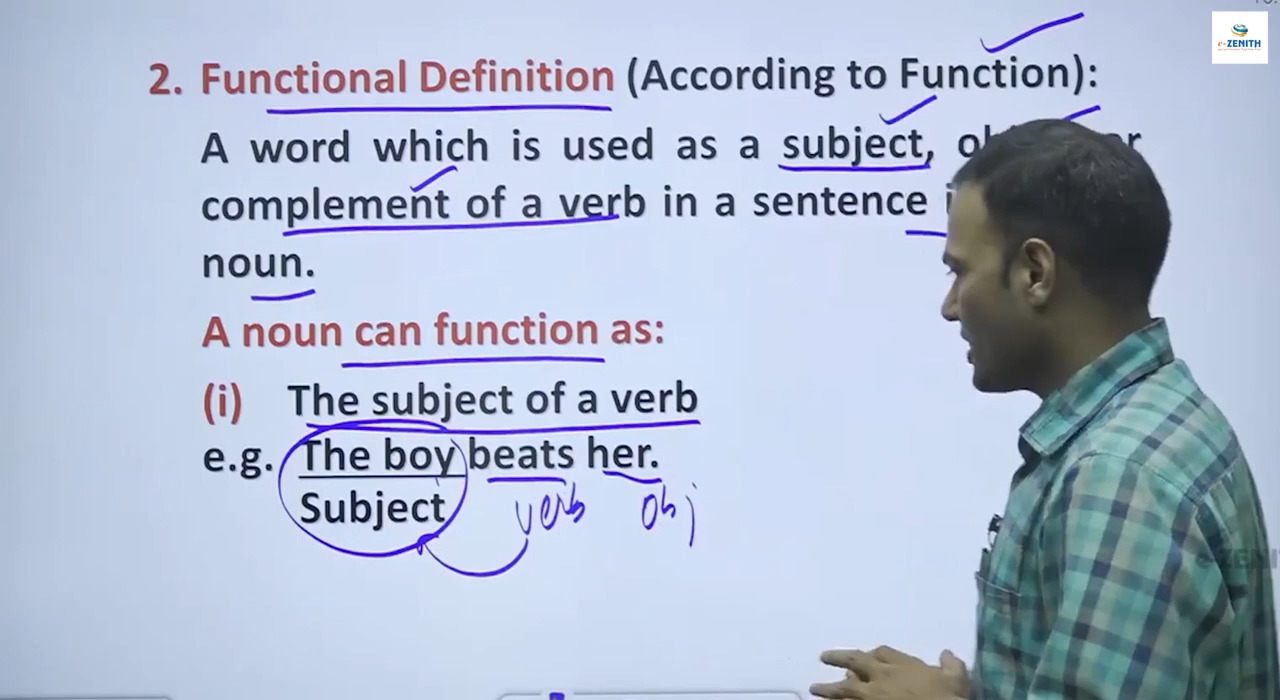 e-ZENITH
2. Functional Definition (According to Function):
A word which is used as a subject,
complement of a verb in a sentence
noun.
A noun can function as:
(i) The subject of a verb
e.g. The boy beats her.
Subject verb obj